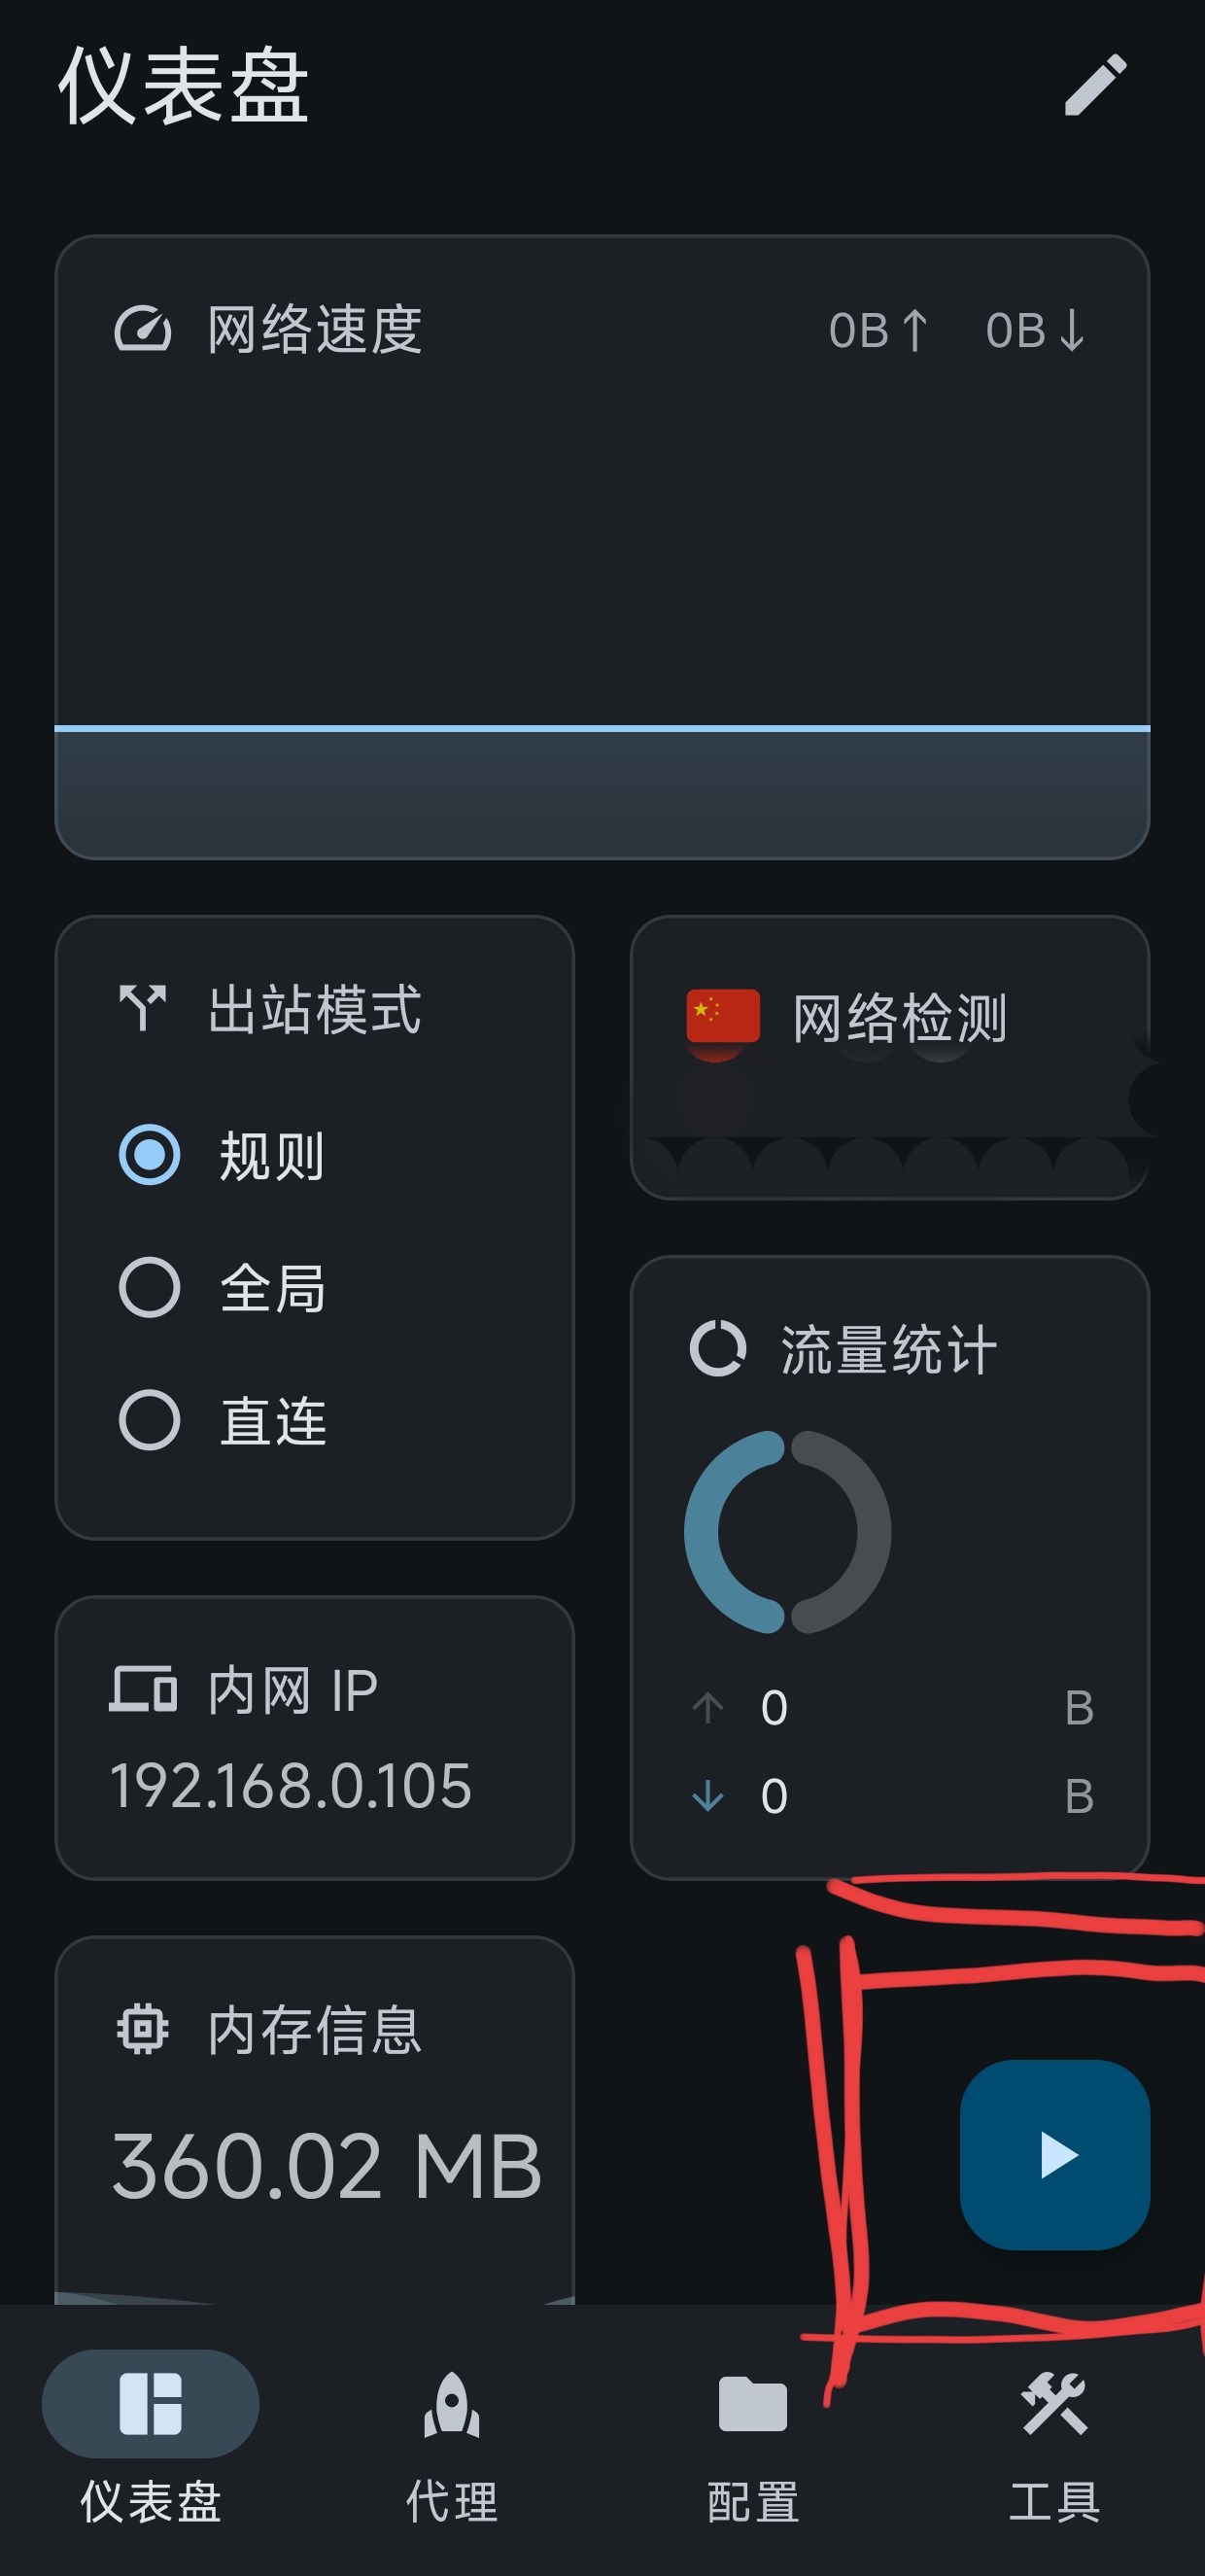 仪表盘
网络速度 0B↑ 0B↓
出站模式
规则
全局
直连
网络检测
流量统计
↑ 0 B
↓ 0 B
内网 IP
192.168.0.105
内存信息
360.02 MB
仪表盘 代理 配置 工具